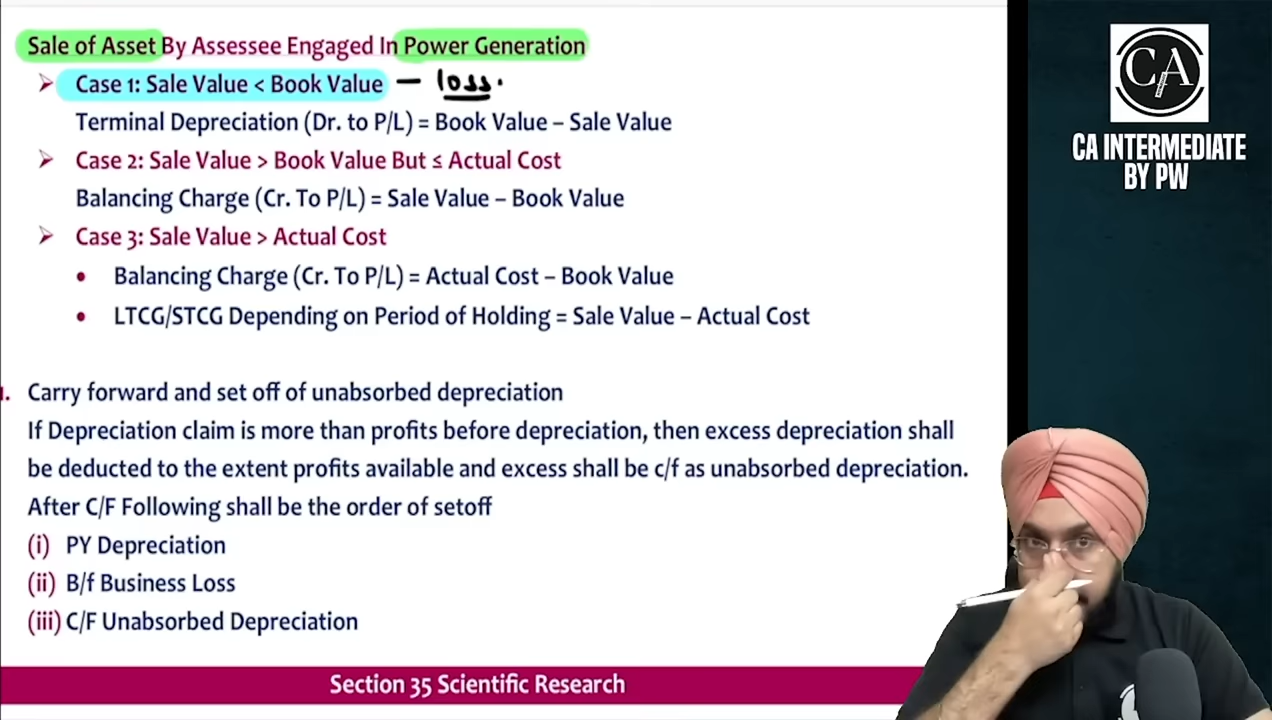 Sale of Asset By Assessee Engaged In Power Generation
Case 1: Sale Value < Book Value – loss.
Terminal Depreciation (Dr. to P/L) = Book Value – Sale Value
Case 2: Sale Value > Book Value But ≤ Actual Cost
Balancing Charge (Cr. To P/L) = Sale Value – Book Value
Case 3: Sale Value > Actual Cost
• Balancing Charge (Cr. To P/L) = Actual Cost – Book Value
• LTCG/STCG Depending on Period of Holding = Sale Value – Actual Cost
Carry forward and set off of unabsorbed depreciation
If Depreciation claim is more than profits before depreciation, then excess depreciation shall
be deducted to the extent profits available and excess shall be c/f as unabsorbed depreciation.
After C/F Following shall be the order of setoff
(i) PY Depreciation
(ii) B/f Business Loss
(iii) C/F Unabsorbed Depreciation
Section 35 Scientific Research
CA
CA INTERMEDIATE
BY PW